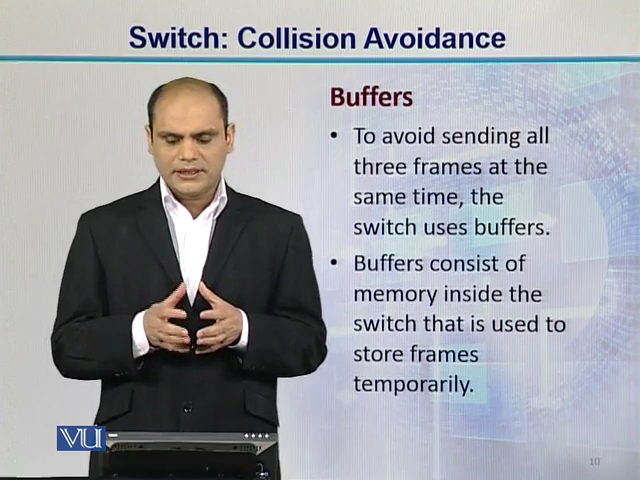 Switch: Collision Avoidance
Buffers
• To avoid sending all
three frames at the
same time, the
switch uses buffers.
• Buffers consist of
memory inside the
switch that is used to
store frames
temporarily.
VU
10